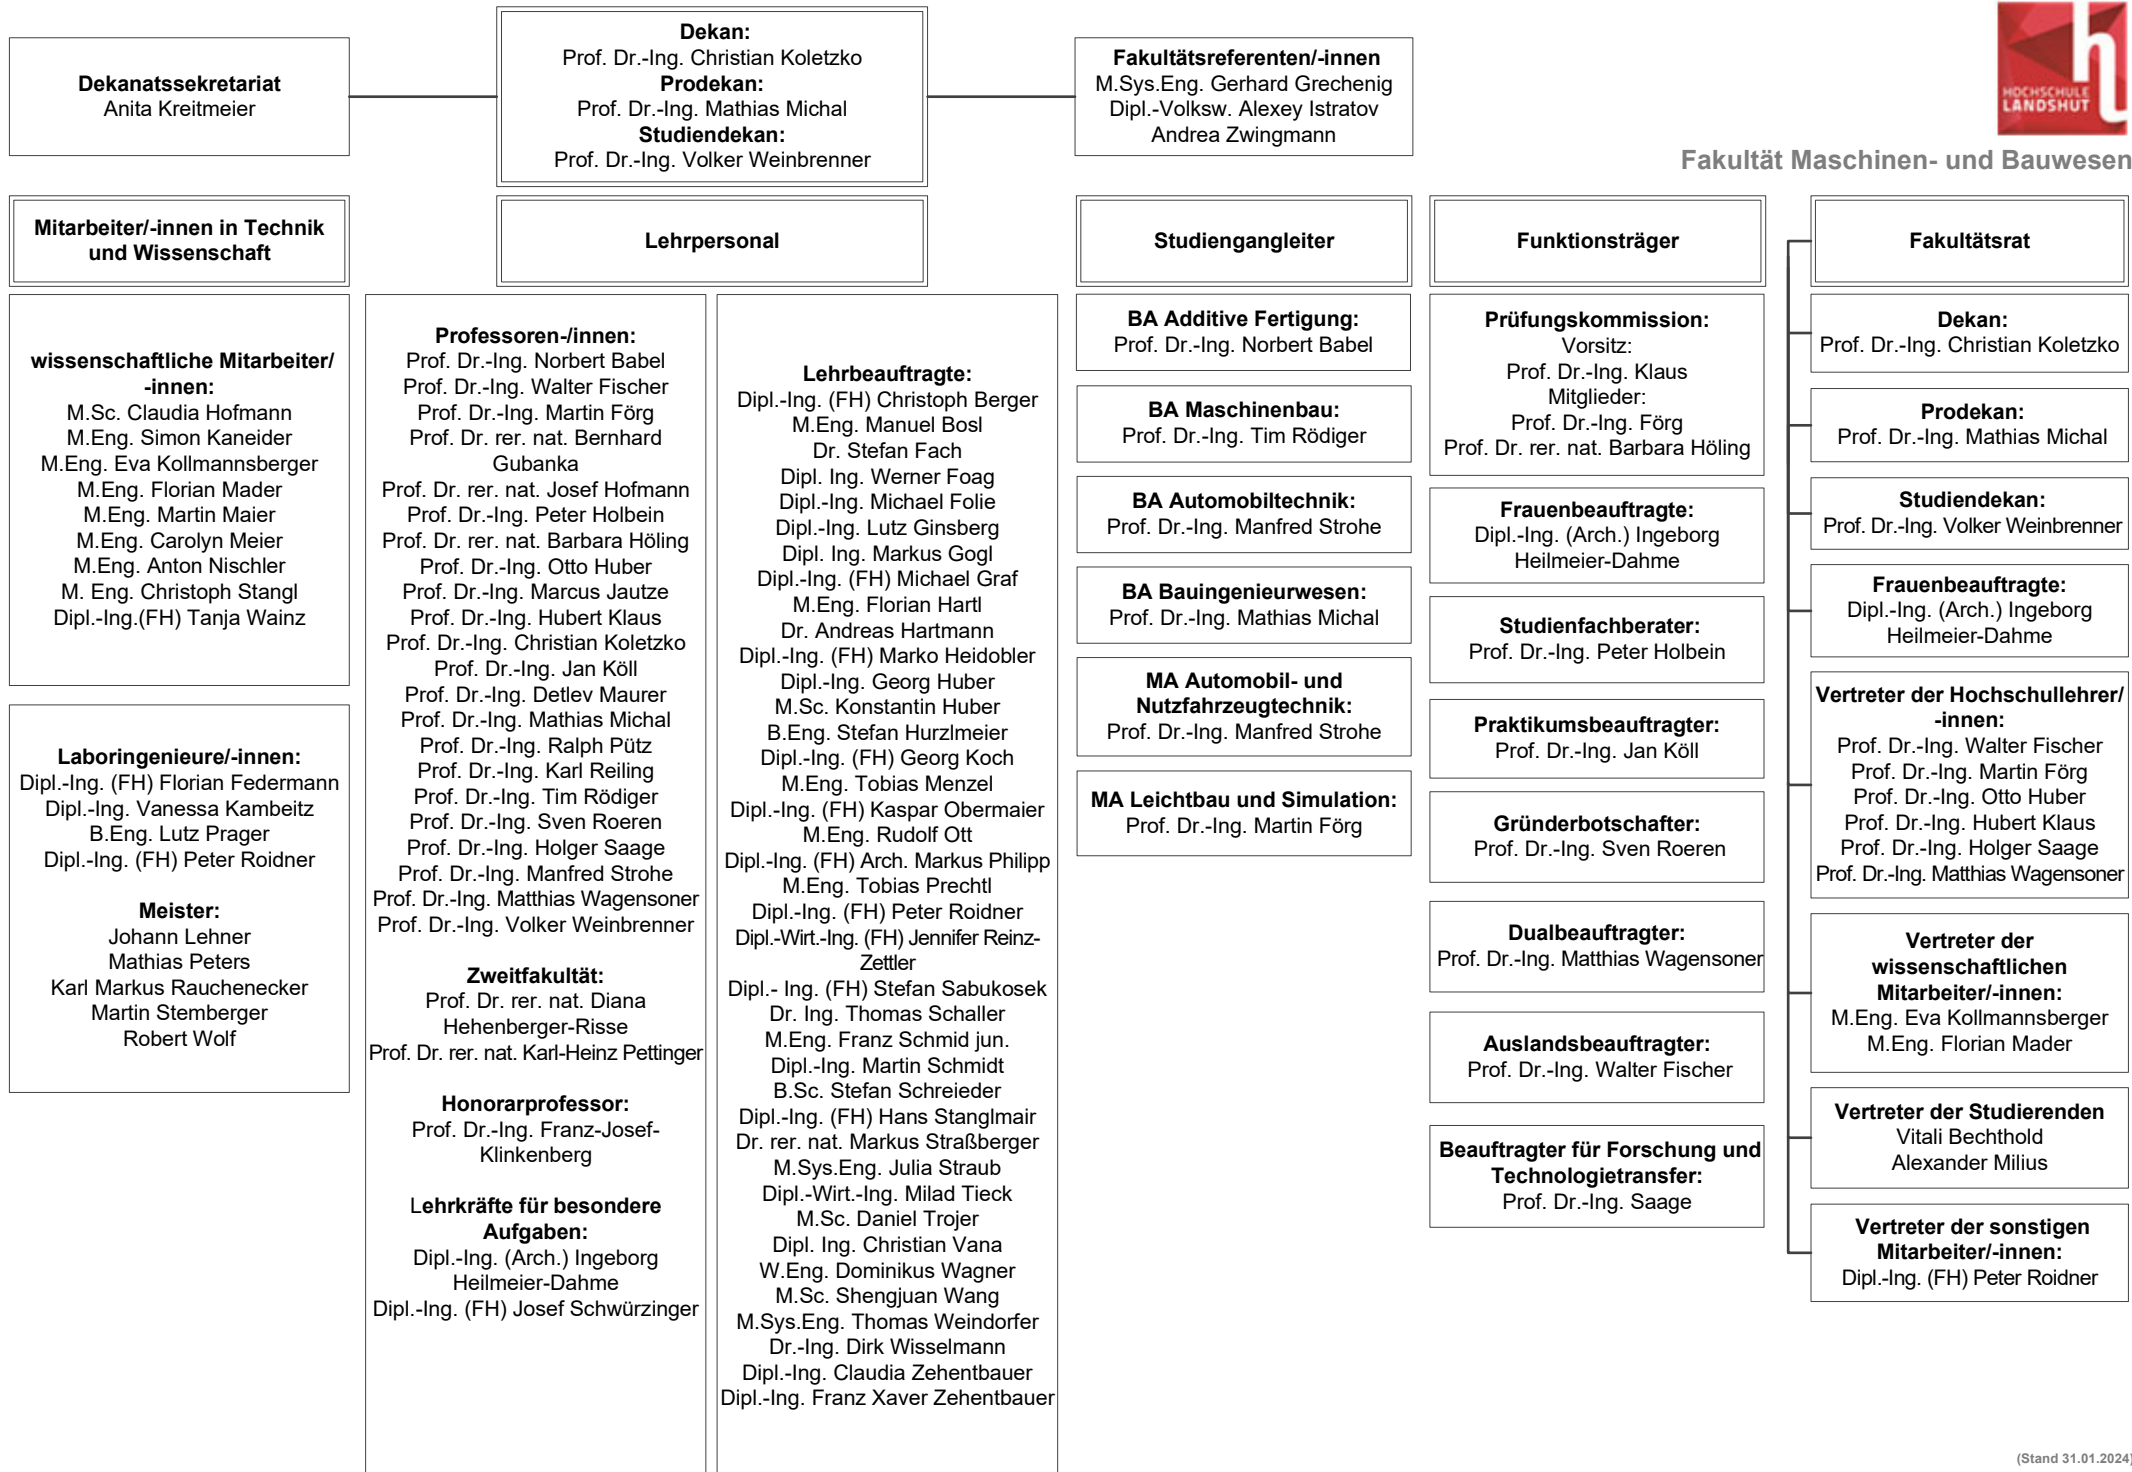 Dekanatssekretariat
Anita Kreitmeier
Dekan:
Prof. Dr.-Ing. Christian Koletzko
Prodekan:
Prof. Dr.-Ing. Mathias Michal
Studiendekan:
Prof. Dr.-Ing. Volker Weinbrenner
Fakultätsreferenten/-innen
M.Sys.Eng. Gerhard Grechenig
Dipl.-Volksw. Alexey Istratov
Andrea Zwingmann
HOCHSCHULE
LANDSHUT
Fakultät Maschinen- und Bauwesen
Mitarbeiter/-innen in Technik
und Wissenschaft
wissenschaftliche Mitarbeiter/
-innen:
M.Sc. Claudia Hofmann
M.Eng. Simon Kaneider
M.Eng. Eva Kollmannsberger
M.Eng. Florian Mader
M.Eng. Martin Maier
M.Eng. Carolyn Meier
M.Eng. Anton Nischler
M. Eng. Christoph Stangl
Dipl.-Ing.(FH) Tanja Wainz
Laboringenieure/-innen:
Dipl.-Ing. (FH) Florian Federmann
Dipl.-Ing. Vanessa Kambeitz
B.Eng. Lutz Prager
Dipl.-Ing. (FH) Peter Roidner
Meister:
Johann Lehner
Mathias Peters
Karl Markus Rauchenecker
Martin Stemberger
Robert Wolf
Lehrpersonal
Professoren-/innen:
Prof. Dr.-Ing. Norbert Babel
Prof. Dr.-Ing. Walter Fischer
Prof. Dr.-Ing. Martin Förg
Prof. Dr. rer. nat. Bernhard
Gubanka
Prof. Dr. rer. nat. Josef Hofmann
Prof. Dr.-Ing. Peter Holbein
Prof. Dr. rer. nat. Barbara Höling
Prof. Dr.-Ing. Otto Huber
Prof. Dr.-Ing. Marcus Jautze
Prof. Dr.-Ing. Hubert Klaus
Prof. Dr.-Ing. Christian Koletzko
Prof. Dr.-Ing. Jan Köll
Prof. Dr.-Ing. Detlev Maurer
Prof. Dr.-Ing. Mathias Michal
Prof. Dr.-Ing. Ralph Pütz
Prof. Dr.-Ing. Karl Reiling
Prof. Dr.-Ing. Tim Rödiger
Prof. Dr.-Ing. Sven Roeren
Prof. Dr.-Ing. Holger Saage
Prof. Dr.-Ing. Manfred Strohe
Prof. Dr.-Ing. Matthias Wagensoner
Prof. Dr.-Ing. Volker Weinbrenner
Zweitfakultät:
Prof. Dr. rer. nat. Diana
Hehenberger-Risse
Prof. Dr. rer. nat. Karl-Heinz Pettinger
Honorarprofessor:
Prof. Dr.-Ing. Franz-Josef-
Klinkenberg
Lehrkräfte für besondere
Aufgaben:
Dipl.-Ing. (Arch.) Ingeborg
Heilmeier-Dahme
Dipl.-Ing. (FH) Josef Schwürzinger
Lehrbeauftragte:
Dipl.-Ing. (FH) Christoph Berger
M.Eng. Manuel Bosl
Dr. Stefan Fach
Dipl. Ing. Werner Foag
Dipl.-Ing. Michael Folie
Dipl.-Ing. Lutz Ginsberg
Dipl. Ing. Markus Gogl
Dipl.-Ing. (FH) Michael Graf
M.Eng. Florian Hartl
Dr. Andreas Hartmann
Dipl.-Ing. (FH) Marko Heidobler
Dipl.-Ing. Georg Huber
M.Sc. Konstantin Huber
B.Eng. Stefan Hurzlmeier
Dipl.-Ing. (FH) Georg Koch
M.Eng. Tobias Menzel
Dipl.-Ing. (FH) Kaspar Obermaier
M.Eng. Rudolf Ott
Dipl.-Ing. (FH) Arch. Markus Philipp
M.Eng. Tobias Prechtl
Dipl.-Ing. (FH) Peter Roidner
Dipl.-Wirt.-Ing. (FH) Jennifer Reinz-
Zettler
Dipl.- Ing. (FH) Stefan Sabukosek
Dr. Ing. Thomas Schaller
M.Eng. Franz Schmid jun.
Dipl.-Ing. Martin Schmidt
B.Sc. Stefan Schreieder
Dipl.-Ing. (FH) Hans Stanglmair
Dr. rer. nat. Markus Straßberger
M.Sys.Eng. Julia Straub
Dipl.-Wirt.-Ing. Milad Tieck
M.Sc. Daniel Trojer
Dipl. Ing. Christian Vana
W.Eng. Dominikus Wagner
M.Sc. Shengjuan Wang
M.Sys.Eng. Thomas Weindorfer
Dr.-Ing. Dirk Wisselmann
Dipl.-Ing. Claudia Zehentbauer
Dipl.-Ing. Franz Xaver Zehentbauer
Studiengangleiter
BA Additive Fertigung:
Prof. Dr.-Ing. Norbert Babel
BA Maschinenbau:
Prof. Dr.-Ing. Tim Rödiger
BA Automobiltechnik:
Prof. Dr.-Ing. Manfred Strohe
BA Bauingenieurwesen:
Prof. Dr.-Ing. Mathias Michal
MA Automobil- und
Nutzfahrzeugtechnik:
Prof. Dr.-Ing. Manfred Strohe
MA Leichtbau und Simulation:
Prof. Dr.-Ing. Martin Förg
Funktionsträger
Prüfungskommission:
Vorsitz:
Prof. Dr.-Ing. Klaus
Mitglieder:
Prof. Dr.-Ing. Förg
Prof. Dr. rer. nat. Barbara Höling
Frauenbeauftragte:
Dipl.-Ing. (Arch.) Ingeborg
Heilmeier-Dahme
Studienfachberater:
Prof. Dr.-Ing. Peter Holbein
Praktikumsbeauftragter:
Prof. Dr.-Ing. Jan Köll
Gründerbotschafter:
Prof. Dr.-Ing. Sven Roeren
Dualbeauftragter:
Prof. Dr.-Ing. Matthias Wagensoner
Auslandsbeauftragter:
Prof. Dr.-Ing. Walter Fischer
Beauftragter für Forschung und
Technologietransfer:
Prof. Dr.-Ing. Saage
Fakultätsrat
Dekan:
Prof. Dr.-Ing. Christian Koletzko
Prodekan:
Prof. Dr.-Ing. Mathias Michal
Studiendekan:
Prof. Dr.-Ing. Volker Weinbrenner
Frauenbeauftragte:
Dipl.-Ing. (Arch.) Ingeborg
Heilmeier-Dahme
Vertreter der Hochschullehrer/
-innen:
Prof. Dr.-Ing. Walter Fischer
Prof. Dr.-Ing. Martin Förg
Prof. Dr.-Ing. Otto Huber
Prof. Dr.-Ing. Hubert Klaus
Prof. Dr.-Ing. Holger Saage
Prof. Dr.-Ing. Matthias Wagensoner
Vertreter der
wissenschaftlichen
Mitarbeiter/-innen:
M.Eng. Eva Kollmannsberger
M.Eng. Florian Mader
Vertreter der Studierenden
Vitali Bechthold
Alexander Milius
Vertreter der sonstigen
Mitarbeiter/-innen:
Dipl.-Ing. (FH) Peter Roidner
(Stand 31.01.2024)